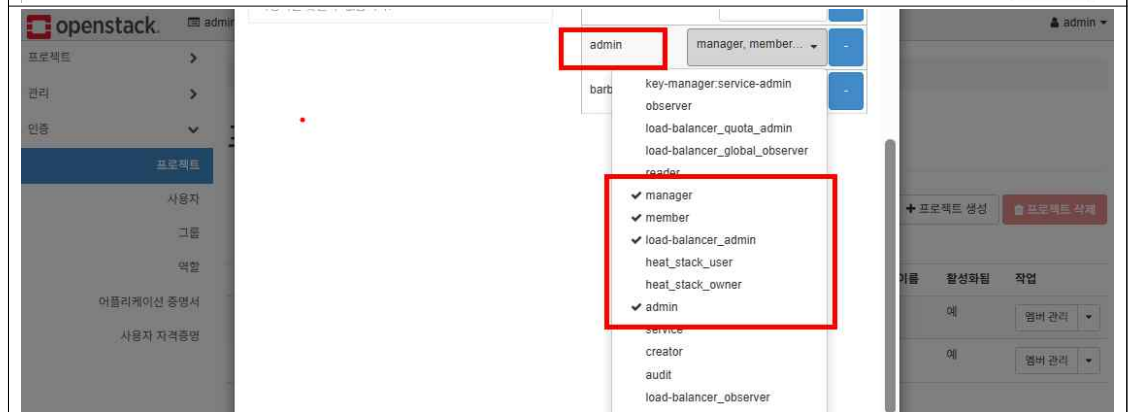 openstack.
admin
프로젝트
관리
인증
프로젝트
사용자
그룹
역할
어플리케이션 증명서
사용자 자격증명
admin
manager, member...
-
-
key-manager:service-admin
observer
load-balancer_quota_admin
load-balancer_global_observer
reader
✔ manager
✔ member
✔ load-balancer_admin
heat_stack_user
heat_stack_owner
✔ admin
service
creator
audit
load-balancer_observer
+ 프로젝트 생성
프로젝트 삭제
이름 활성화됨 작업
예 멤버 관리
예 멤버 관리